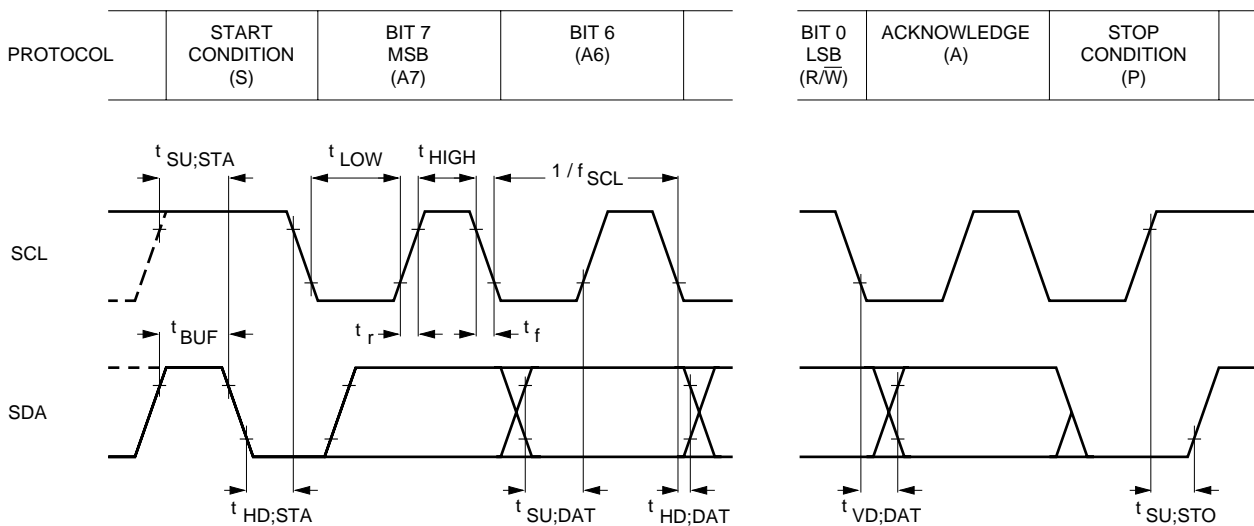 PROTOCOL
START
CONDITION
(S)
BIT 7
MSB
(A7)
BIT 6
(A6)
BIT 0
LSB
(R/W̅)
ACKNOWLEDGE
(A)
STOP
CONDITION
(P)
t SU;STA
t LOW
t HIGH
1 / f SCL
SCL
t BUF
t r
t f
SDA
t HD;STA
t SU;DAT
t HD;DAT
t VD;DAT
t SU;STO